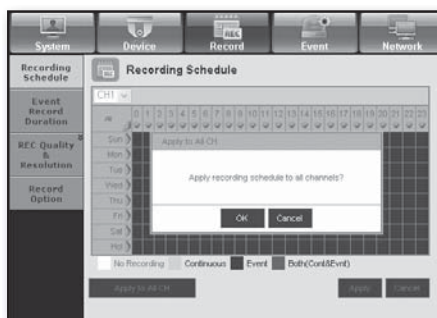 System Device Record Event Network
Recording Schedule
Recording Schedule
Event Record Duration
REC Quality & Resolution
Record Option
CH1
All 0 1 2 3 4 5 6 7 8 9 10 11 12 13 14 15 16 17 18 19 20 21 22 23
Sun
Mon
Tue
Wed
Thu
Fri
Sat
Hol
Apply to All CH
Apply recording schedule to all channels?
OK Cancel
No Recording Continuous Event Both(Cont&Evnt)
Apply to All CH Apply Cancel